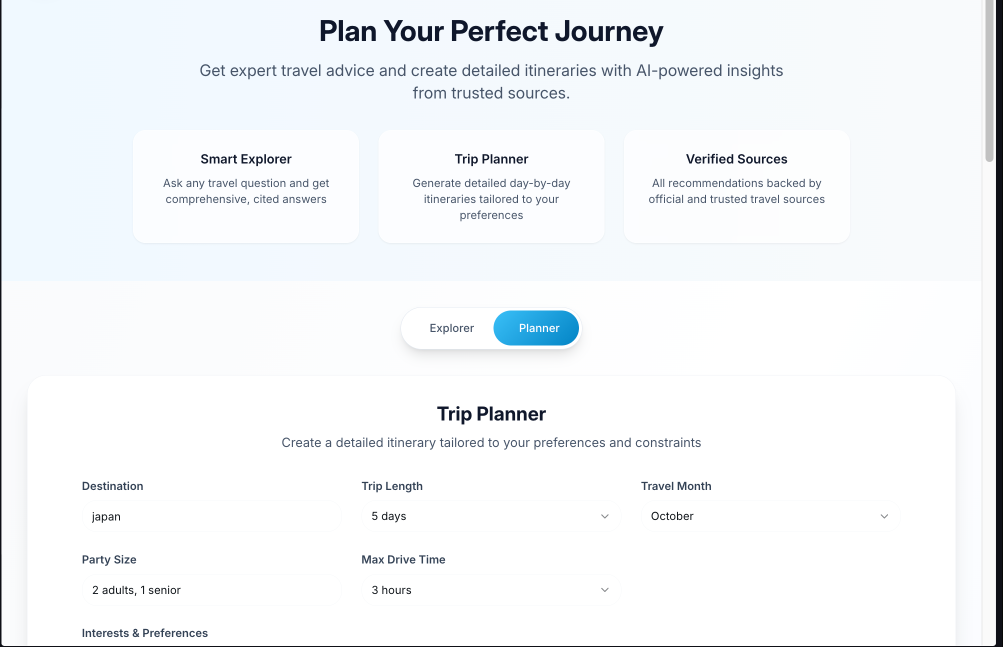 Plan Your Perfect Journey
Get expert travel advice and create detailed itineraries with AI-powered insights
from trusted sources.
Smart Explorer
Ask any travel question and get
comprehensive, cited answers
Trip Planner
Generate detailed day-by-day
itineraries tailored to your
preferences
Verified Sources
All recommendations backed by
official and trusted travel sources
Explorer
Planner
Trip Planner
Create a detailed itinerary tailored to your preferences and constraints
Destination
japan
Trip Length
5 days
Travel Month
October
Party Size
2 adults, 1 senior
Max Drive Time
3 hours
Interests & Preferences